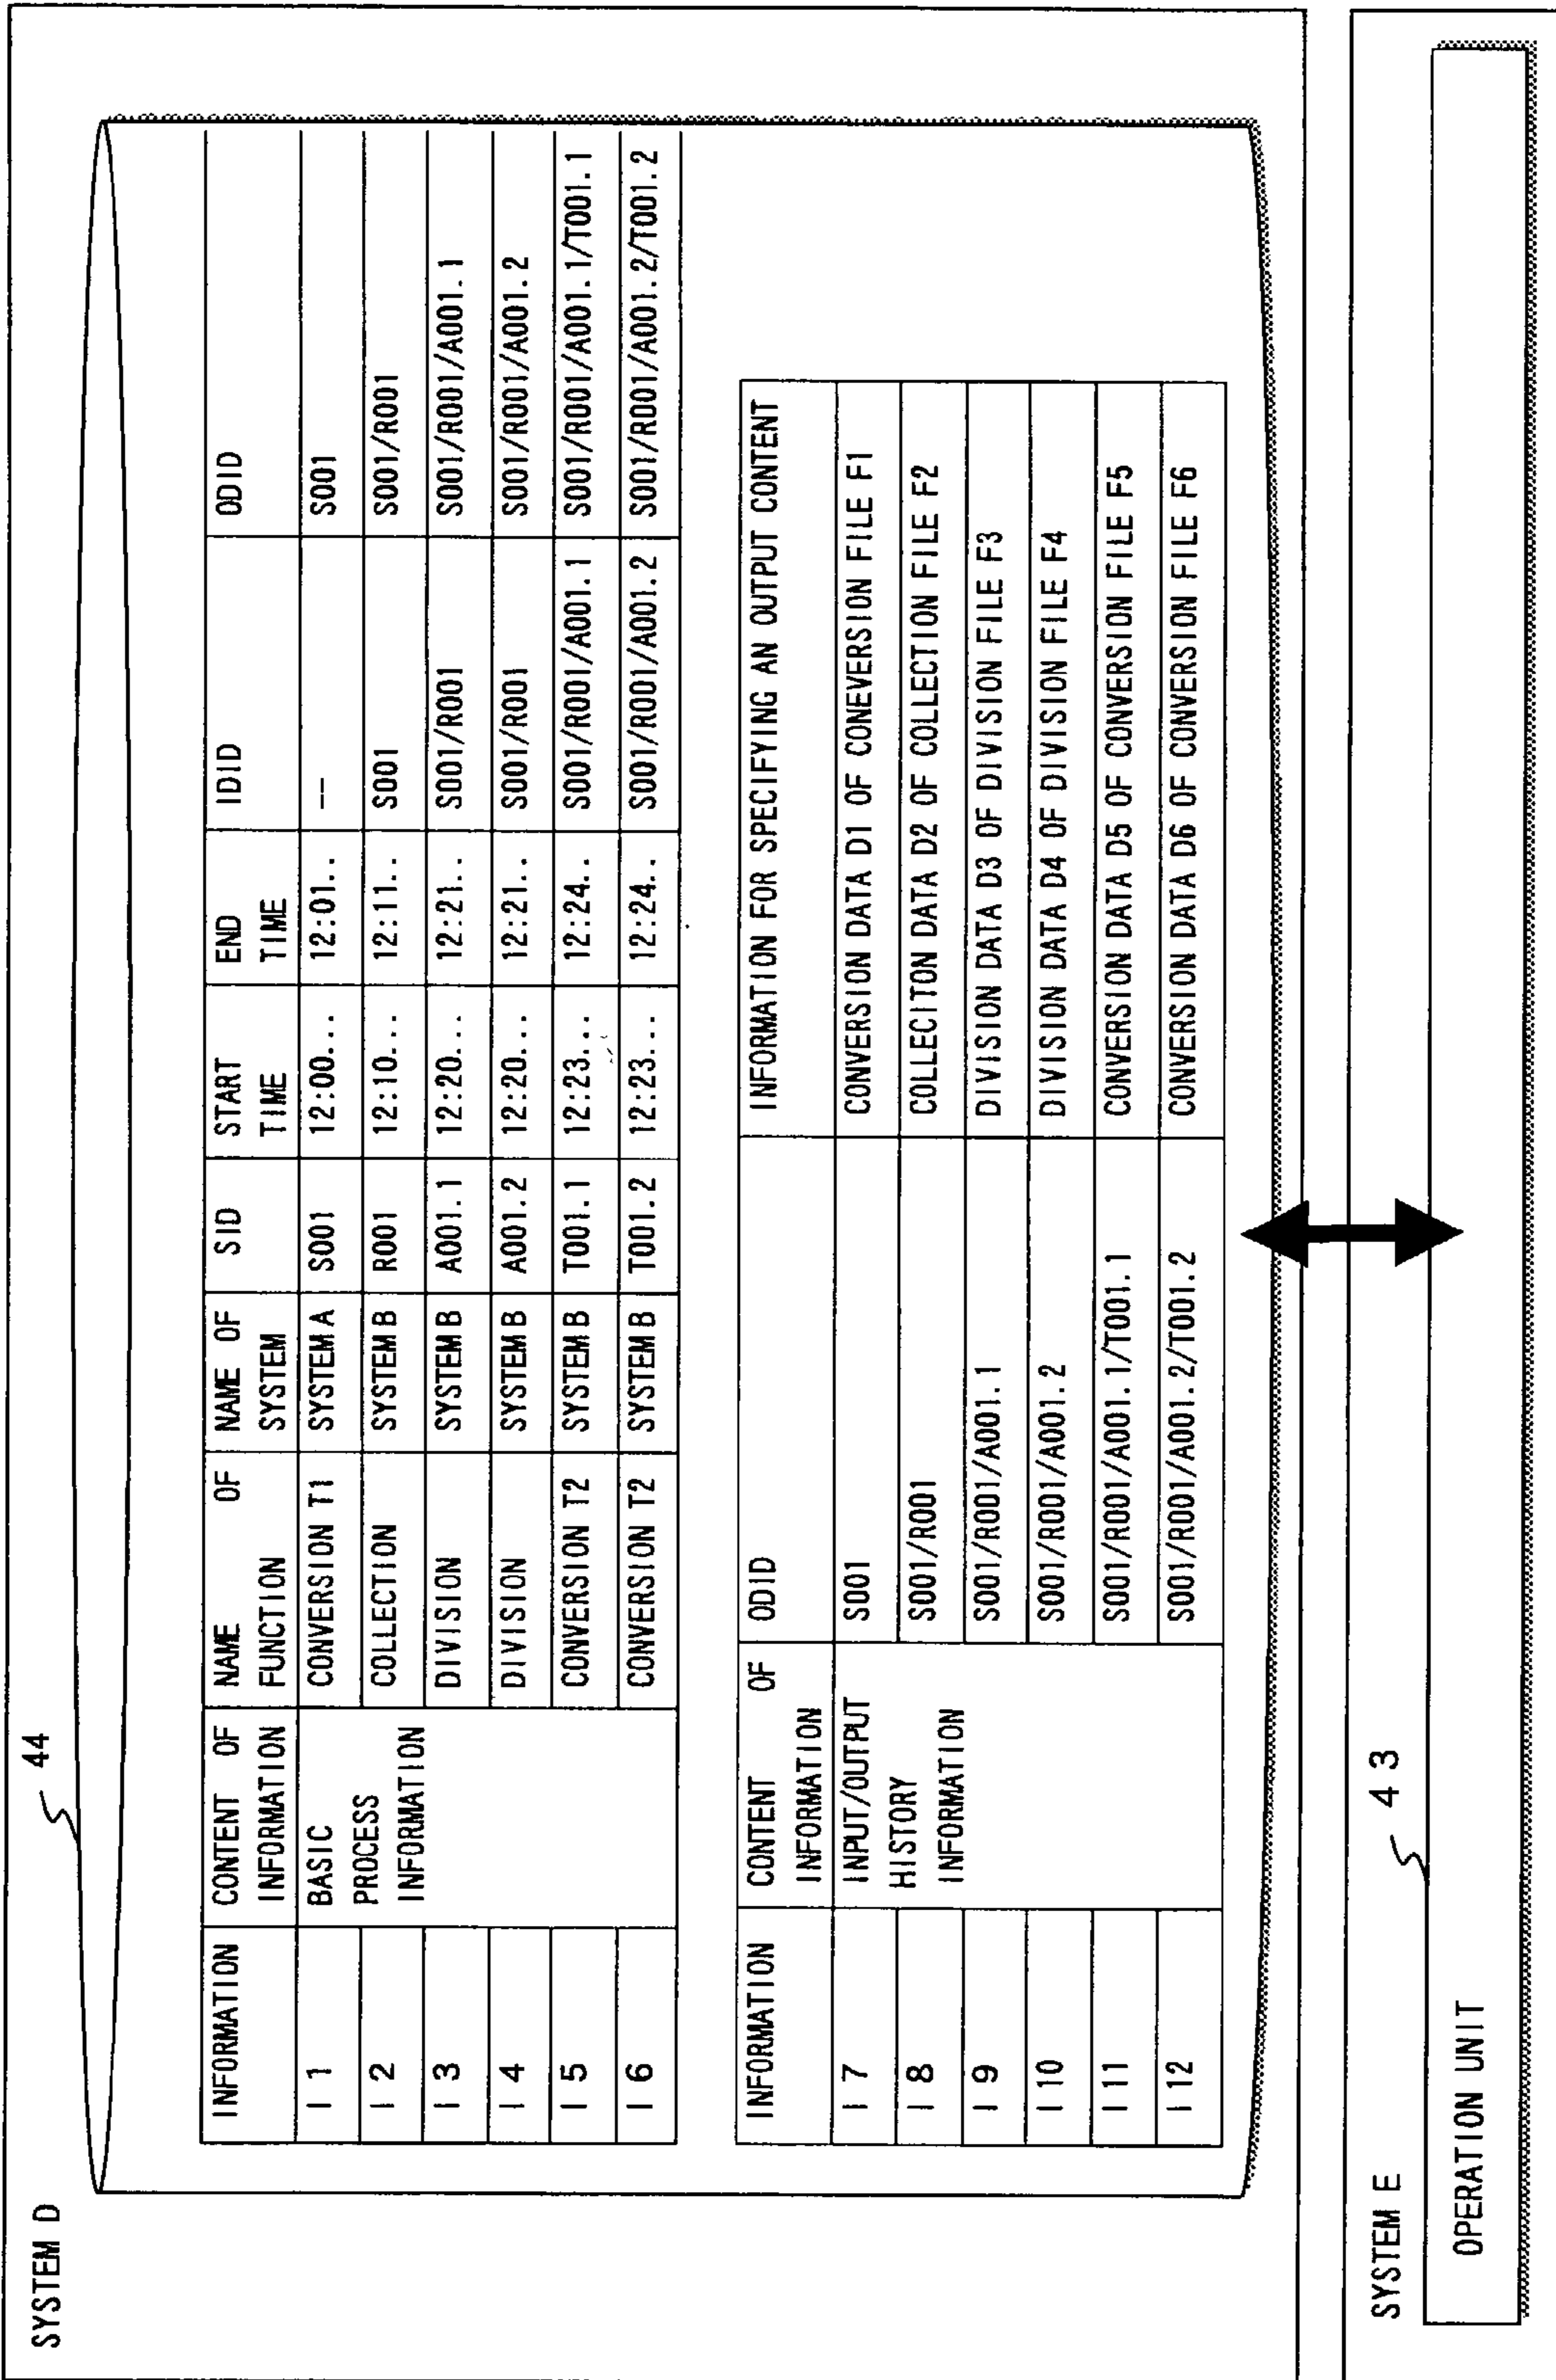 SYSTEM D
44
INFORMATION CONTENT OF INFORMATION NAME OF FUNCTION NAME OF SYSTEM SID START TIME END TIME IDID ODID
I 1 BASIC PROCESS INFORMATION CONVERSION T1 SYSTEM A S001 12:00... 12:01.. -- S001
I 2 COLLECTION SYSTEM B R001 12:10... 12:11.. S001 S001/R001
I 3 DIVISION SYSTEM B A001.1 12:20... 12:21.. S001/R001 S001/R001/A001.1
I 4 DIVISION SYSTEM B A001.2 12:20... 12:21.. S001/R001 S001/R001/A001.2
I 5 CONVERSION T2 SYSTEM B T001.1 12:23... 12:24.. S001/R001/A001.1 S001/R001/A001.1/T001.1
I 6 CONVERSION T2 SYSTEM B T001.2 12:23... 12:24.. S001/R001/A001.2 S001/R001/A001.2/T001.2
INFORMATION CONTENT OF INFORMATION ODID INFORMATION FOR SPECIFYING AN OUTPUT CONTENT
I 7 INPUT/OUTPUT HISTORY INFORMATION S001 CONVERSION DATA D1 OF CONEVERSION FILE F1
I 8 S001/R001 COLLECITON DATA D2 OF COLLECTION FILE F2
I 9 S001/R001/A001.1 DIVISION DATA D3 OF DIVISION FILE F3
I 10 S001/R001/A001.2 DIVISION DATA D4 OF DIVISION FILE F4
I 11 S001/R001/A001.1/T001.1 CONVERSION DATA D5 OF CONVERSION FILE F5
I 12 S001/R001/A001.2/T001.2 CONVERSION DATA D6 OF CONVERSION FILE F6
SYSTEM E
43
OPERATION UNIT